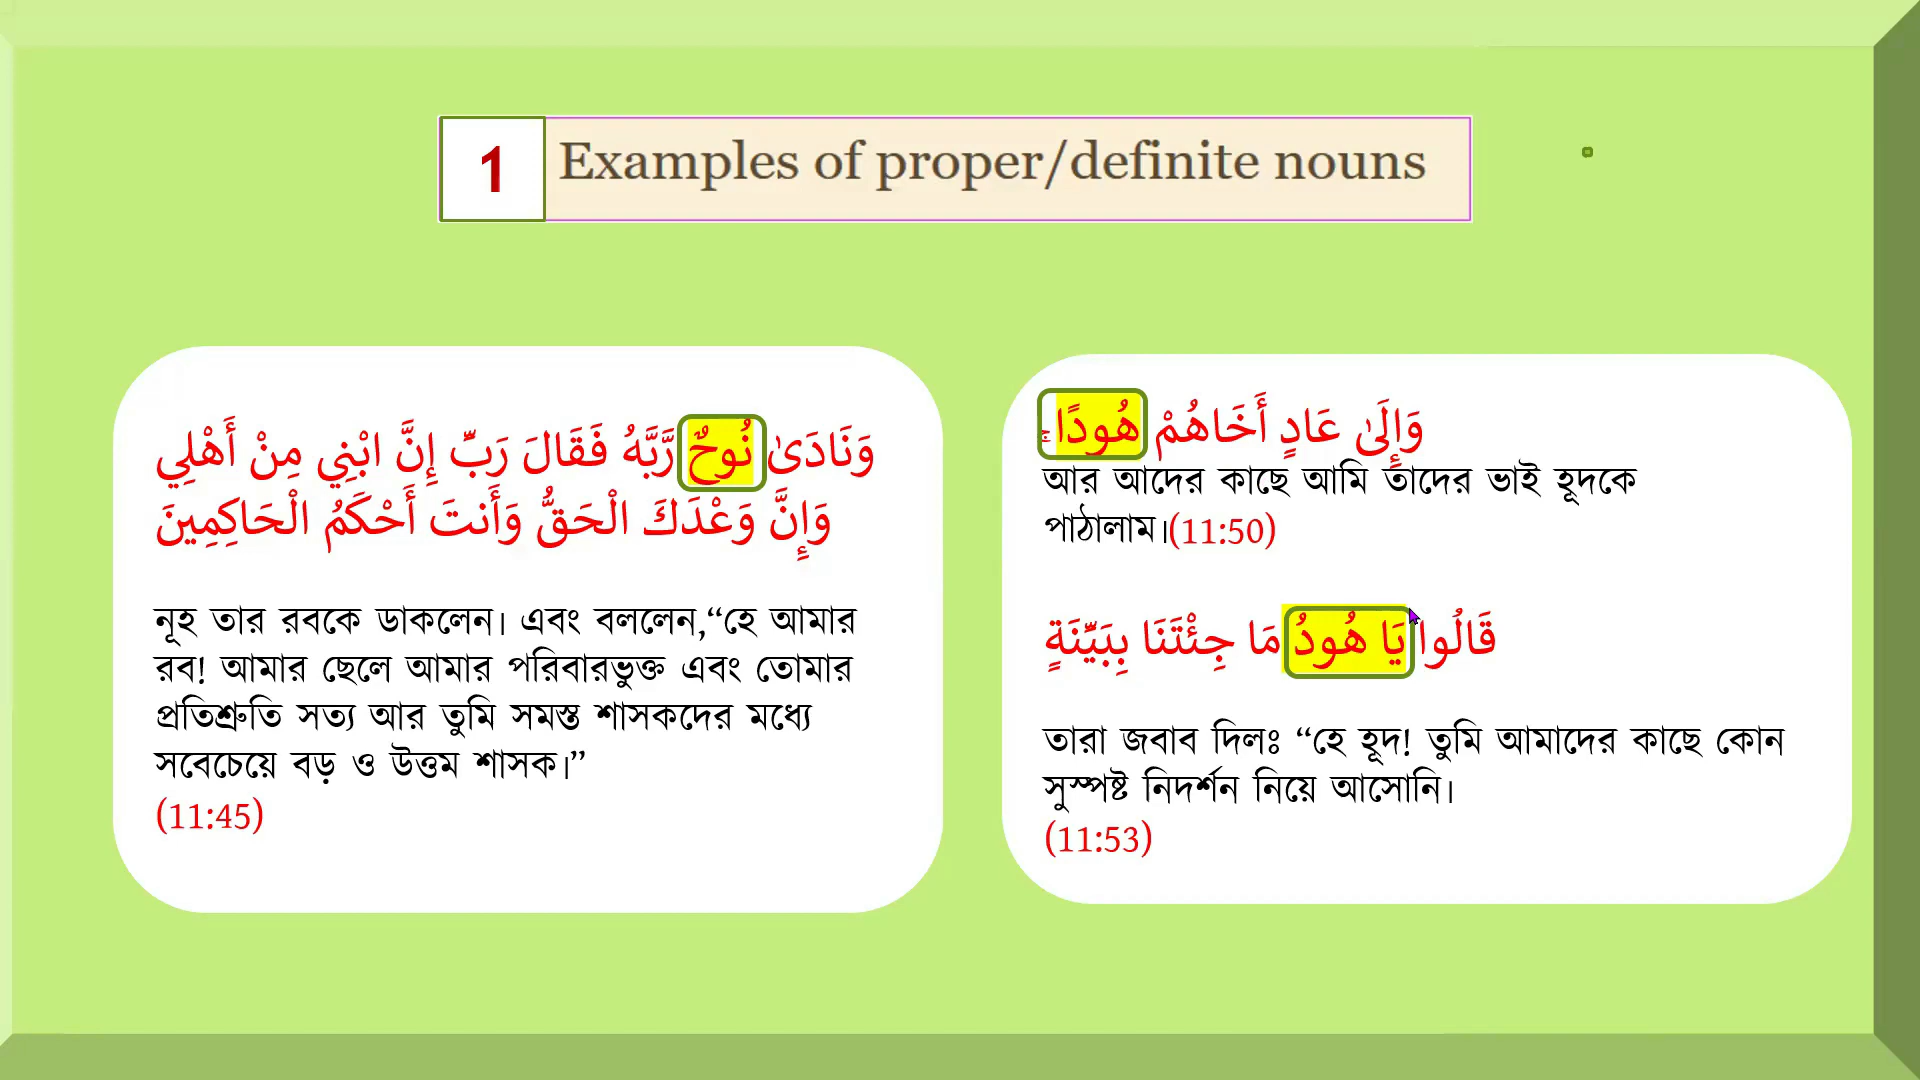 1 Examples of proper/definite nouns
وَنَادَىٰ نُوحٌ رَّبَّهُ فَقَالَ رَبِّ إِنَّ ابْنِي مِنْ أَهْلِي
وَإِنَّ وَعْدَكَ الْحَقُّ وَأَنتَ أَحْكَمُ الْحَاكِمِينَ
নূহ তার রবকে ডাকলেন। এবং বললেন,“হে আমার
রব! আমার ছেলে আমার পরিবারভুক্ত এবং তোমার
প্রতিশ্রুতি সত্য আর তুমি সমস্ত শাসকদের মধ্যে
সবেচেয়ে বড় ও উত্তম শাসক।”
(11:45)
وَإِلَىٰ عَادٍ أَخَاهُمْ هُودًا ۚ
আর আদের কাছে আমি তাদের ভাই হূদকে
পাঠালাম।(11:50)
قَالُوا يَا هُودُ مَا جِئْتَنَا بِبَيِّنَةٍ
তারা জবাব দিলঃ “হে হূদ! তুমি আমাদের কাছে কোন
সুস্পষ্ট নিদর্শন নিয়ে আসোনি।
(11:53)